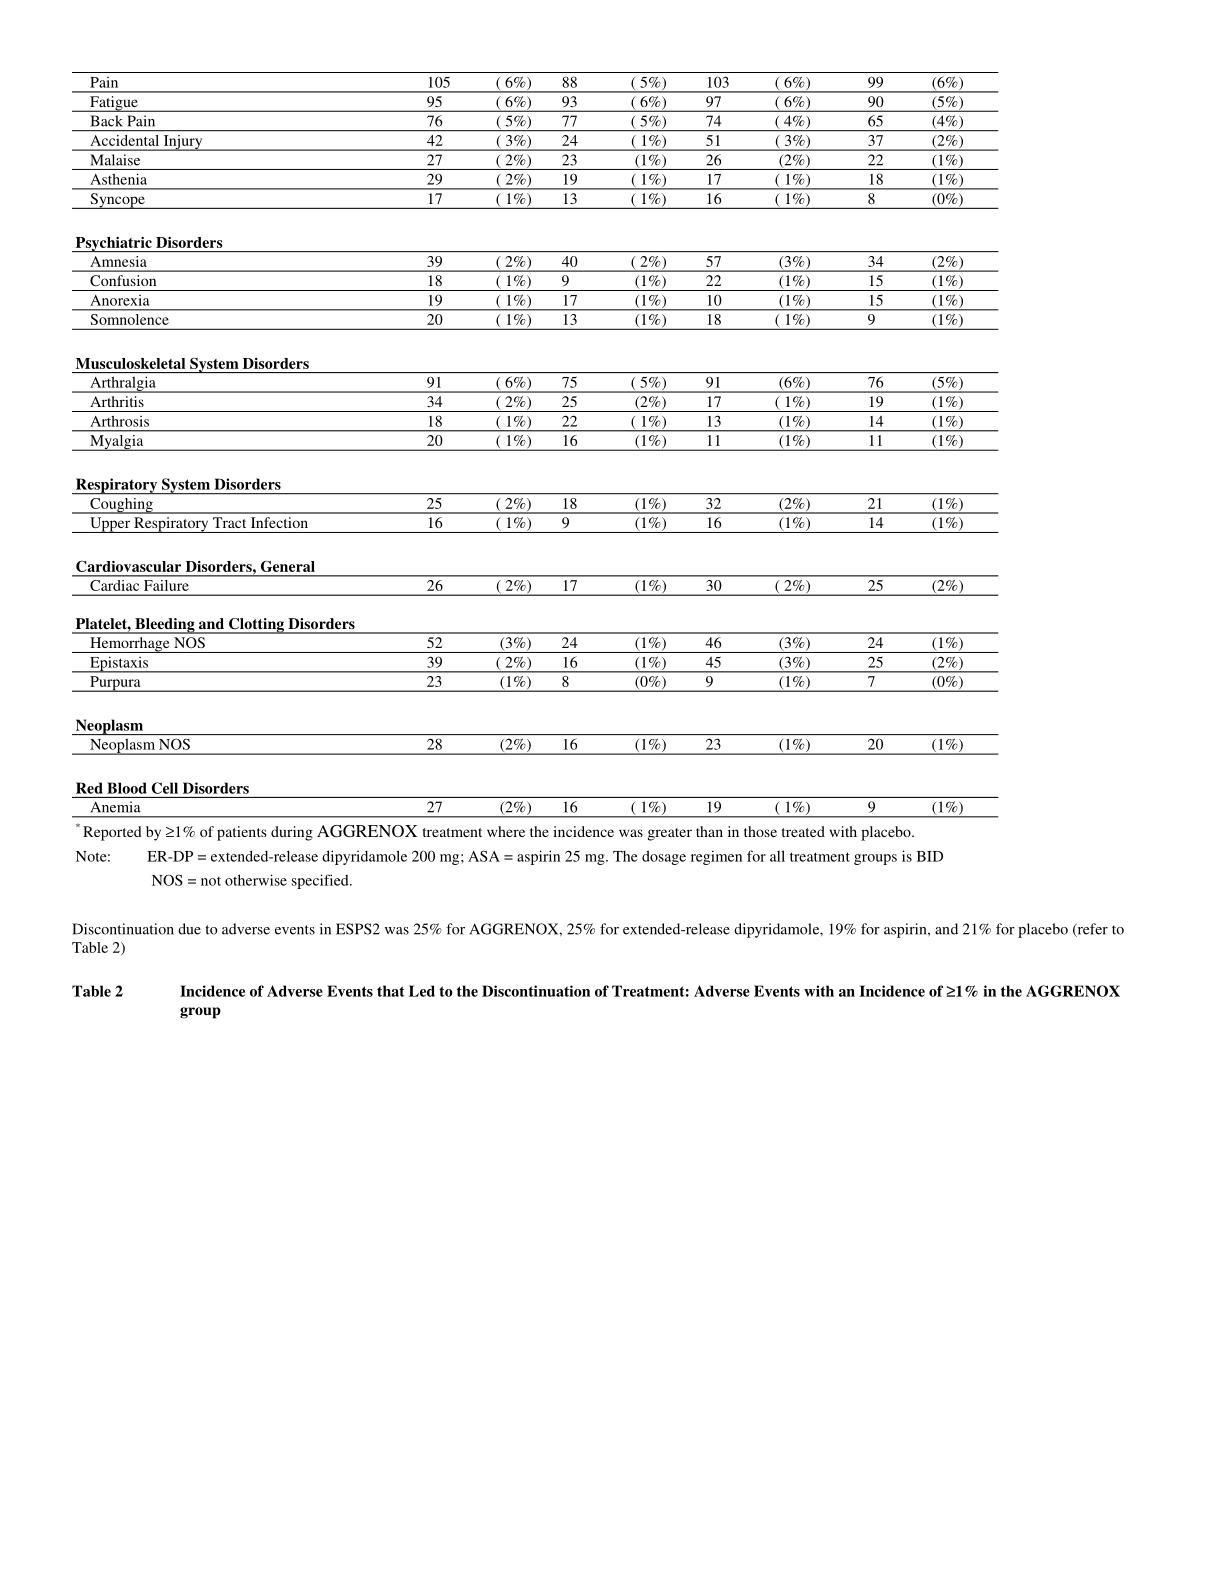 Pain 105 ( 6%) 88 ( 5%) 103 ( 6%) 99 (6%)
Fatigue 95 ( 6%) 93 ( 6%) 97 ( 6%) 90 (5%)
Back Pain 76 ( 5%) 77 ( 5%) 74 ( 4%) 65 (4%)
Accidental Injury 42 ( 3%) 24 ( 1%) 51 ( 3%) 37 (2%)
Malaise 27 ( 2%) 23 (1%) 26 (2%) 22 (1%)
Asthenia 29 ( 2%) 19 ( 1%) 17 ( 1%) 18 (1%)
Syncope 17 ( 1%) 13 ( 1%) 16 ( 1%) 8 (0%)
Psychiatric Disorders
Amnesia 39 ( 2%) 40 ( 2%) 57 (3%) 34 (2%)
Confusion 18 ( 1%) 9 (1%) 22 (1%) 15 (1%)
Anorexia 19 ( 1%) 17 (1%) 10 (1%) 15 (1%)
Somnolence 20 ( 1%) 13 (1%) 18 ( 1%) 9 (1%)
Musculoskeletal System Disorders
Arthralgia 91 ( 6%) 75 ( 5%) 91 (6%) 76 (5%)
Arthritis 34 ( 2%) 25 (2%) 17 ( 1%) 19 (1%)
Arthrosis 18 ( 1%) 22 ( 1%) 13 (1%) 14 (1%)
Myalgia 20 ( 1%) 16 (1%) 11 (1%) 11 (1%)
Respiratory System Disorders
Coughing 25 ( 2%) 18 (1%) 32 (2%) 21 (1%)
Upper Respiratory Tract Infection 16 ( 1%) 9 (1%) 16 (1%) 14 (1%)
Cardiovascular Disorders, General
Cardiac Failure 26 ( 2%) 17 (1%) 30 ( 2%) 25 (2%)
Platelet, Bleeding and Clotting Disorders
Hemorrhage NOS 52 (3%) 24 (1%) 46 (3%) 24 (1%)
Epistaxis 39 ( 2%) 16 (1%) 45 (3%) 25 (2%)
Purpura 23 (1%) 8 (0%) 9 (1%) 7 (0%)
Neoplasm
Neoplasm NOS 28 (2%) 16 (1%) 23 (1%) 20 (1%)
Red Blood Cell Disorders
Anemia 27 (2%) 16 ( 1%) 19 ( 1%) 9 (1%)
* Reported by ≥1% of patients during AGGRENOX treatment where the incidence was greater than in those treated with placebo.
Note: ER-DP = extended-release dipyridamole 200 mg; ASA = aspirin 25 mg. The dosage regimen for all treatment groups is BID
NOS = not otherwise specified.
Discontinuation due to adverse events in ESPS2 was 25% for AGGRENOX, 25% for extended-release dipyridamole, 19% for aspirin, and 21% for placebo (refer to
Table 2)
Table 2 Incidence of Adverse Events that Led to the Discontinuation of Treatment: Adverse Events with an Incidence of ≥1% in the AGGRENOX
group